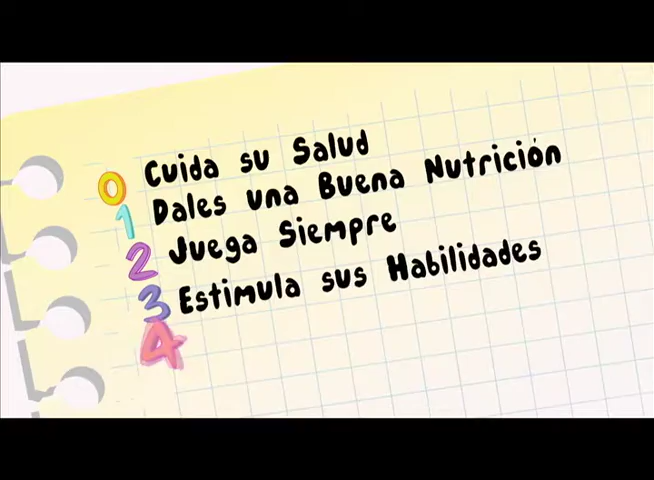 0 Cuida su Salud
1 Dales una Buena Nutrición
2 Juega Siempre
3 Estimula sus Habilidades
4